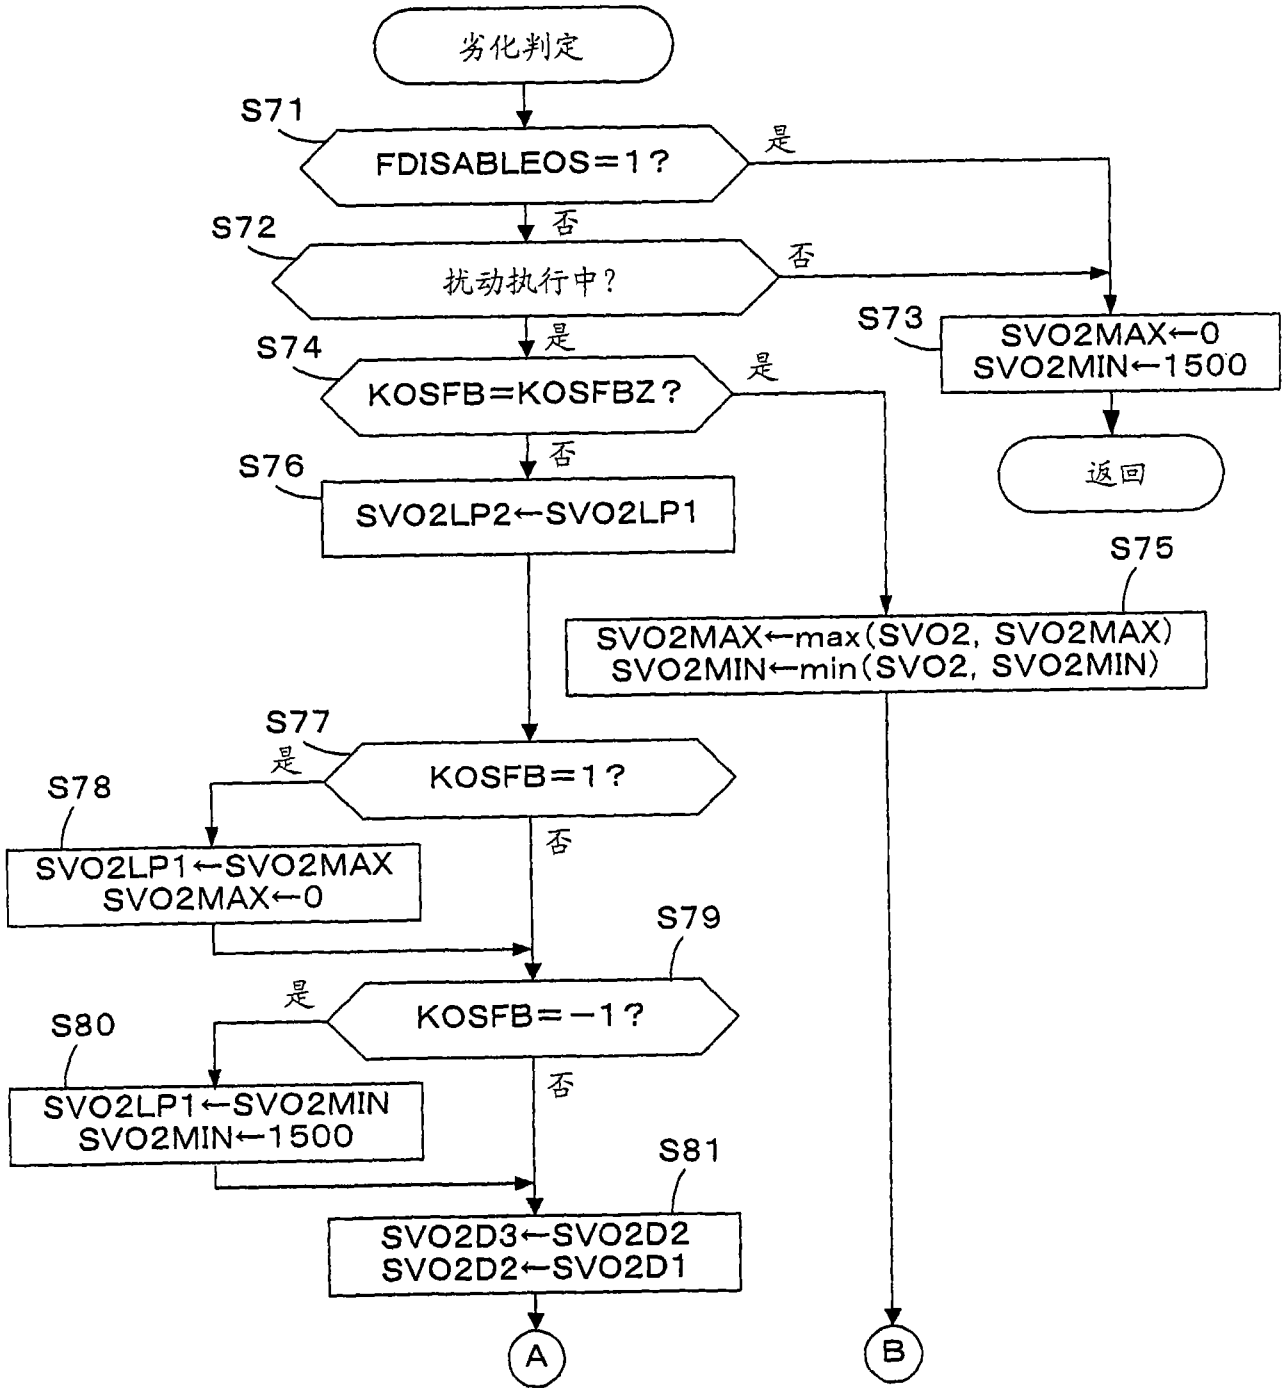 劣化判定
S71
FDISABLEOS=1?
是
否
S72
扰动执行中?
否
是
S73
SVO2MAX←0
SVO2MIN←1500
返回
S74
KOSFB=KOSFBZ?
是
否
S76
SVO2LP2←SVO2LP1
S75
SVO2MAX←max(SVO2, SVO2MAX)
SVO2MIN←min(SVO2, SVO2MIN)
S77
KOSFB=1?
是
否
S78
SVO2LP1←SVO2MAX
SVO2MAX←0
S79
KOSFB=-1?
是
否
S80
SVO2LP1←SVO2MIN
SVO2MIN←1500
S81
SVO2D3←SVO2D2
SVO2D2←SVO2D1
A
B